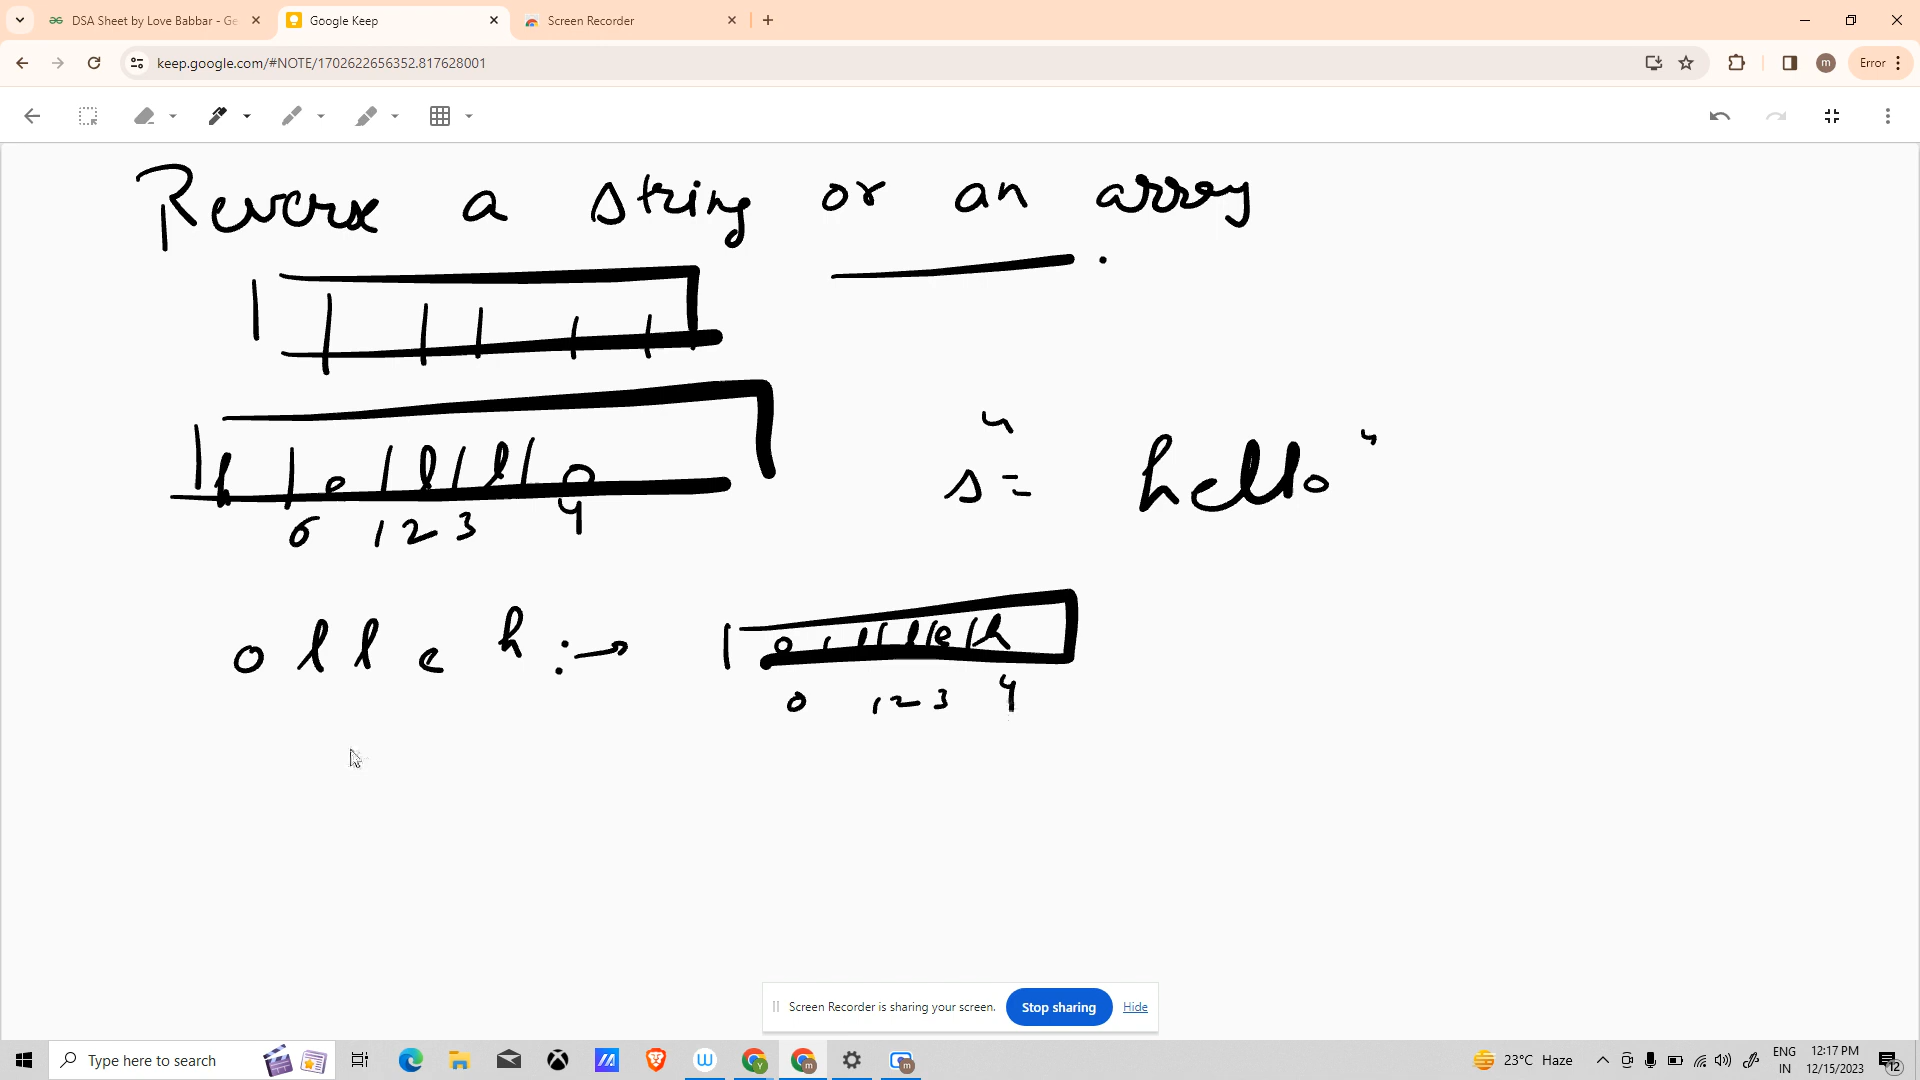 DSA Sheet by Love Babbar - Ge
Google Keep
Screen Recorder
keep.google.com/#NOTE/1702622656352.817628001
m
Error
Reverse a string or an array
h e l l o
0 1 2 3 4
s = "hello"
o l l e h :→
o l l e h
0 1 2 3 4
Screen Recorder is sharing your screen.
Stop sharing
Hide
Type here to search
23°C Haze
ENG
IN
12:17 PM
12/15/2023
12